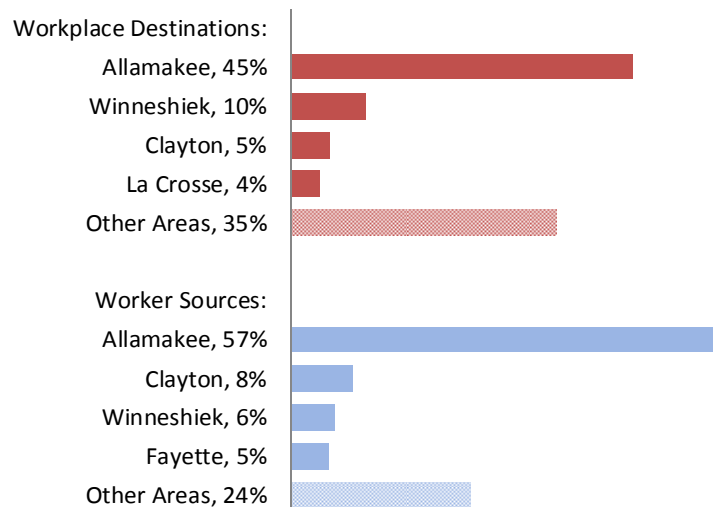 Workplace Destinations:
Allamakee, 45%
Winneshiek, 10%
Clayton, 5%
La Crosse, 4%
Other Areas, 35%
Worker Sources:
Allamakee, 57%
Clayton, 8%
Winneshiek, 6%
Fayette, 5%
Other Areas, 24%